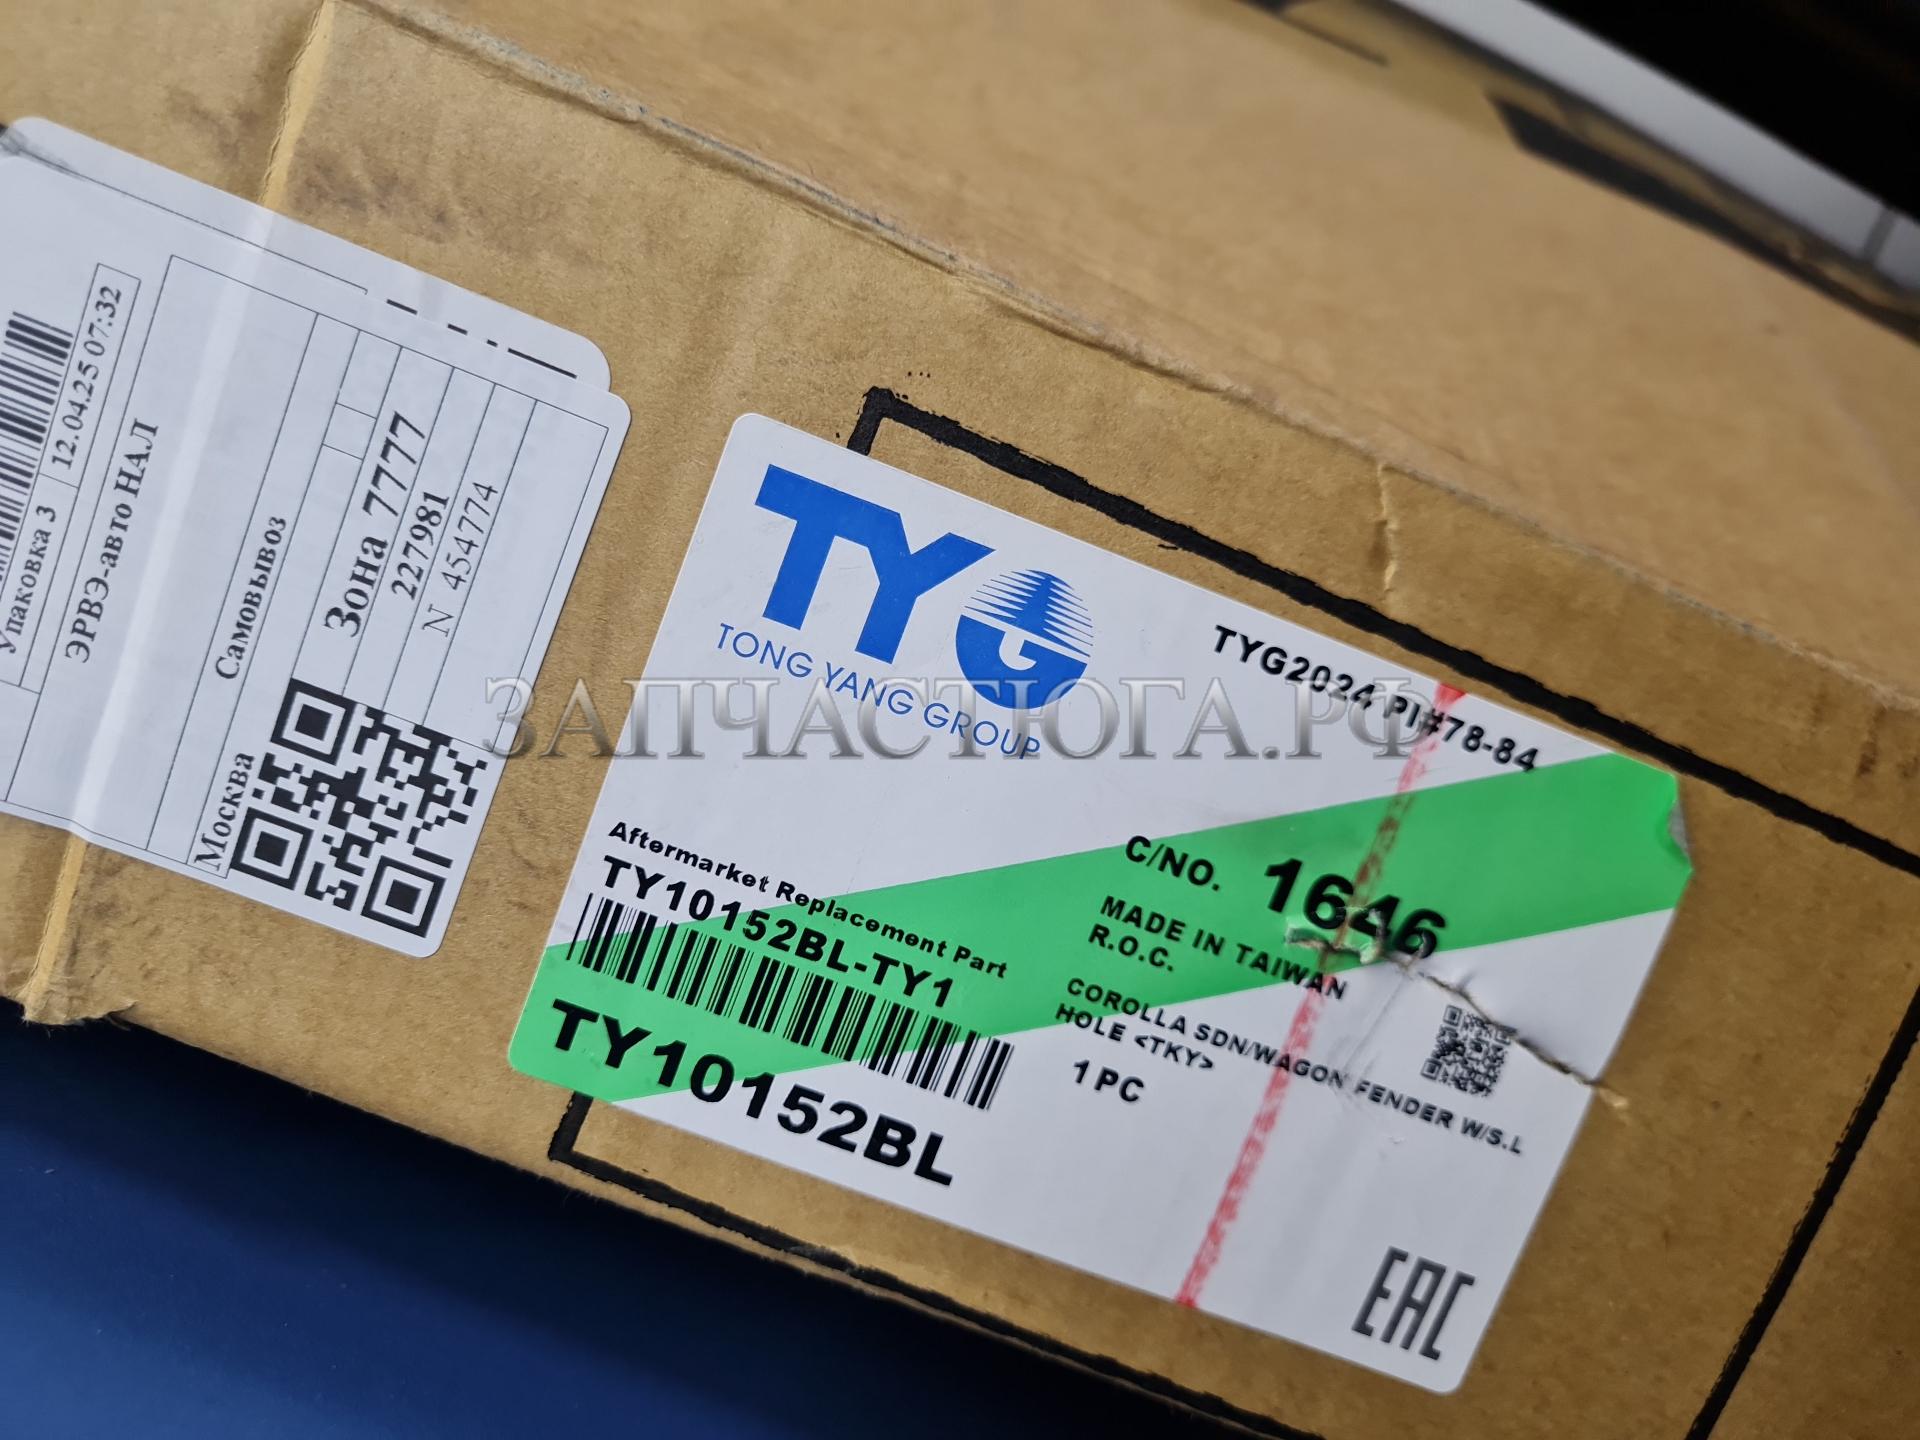 Упаковка 3
12.04.25 07:32
ЭРВЭ-авто НАЛ
Самовывоз
Москва
Зона 7777
227981
N 454774
TYG
TONG YANG GROUP
TYG2024 PI#78-84
ЗАПЧАСТЮГА.РФ
C/NO. 1646
MADE IN TAIWAN
R.O.C.
Aftermarket Replacement Part
TY10152BL-TY1
TY10152BL
COROLLA SDN/WAGON FENDER W/S.L
HOLE <TKY>
1 PC
EAC